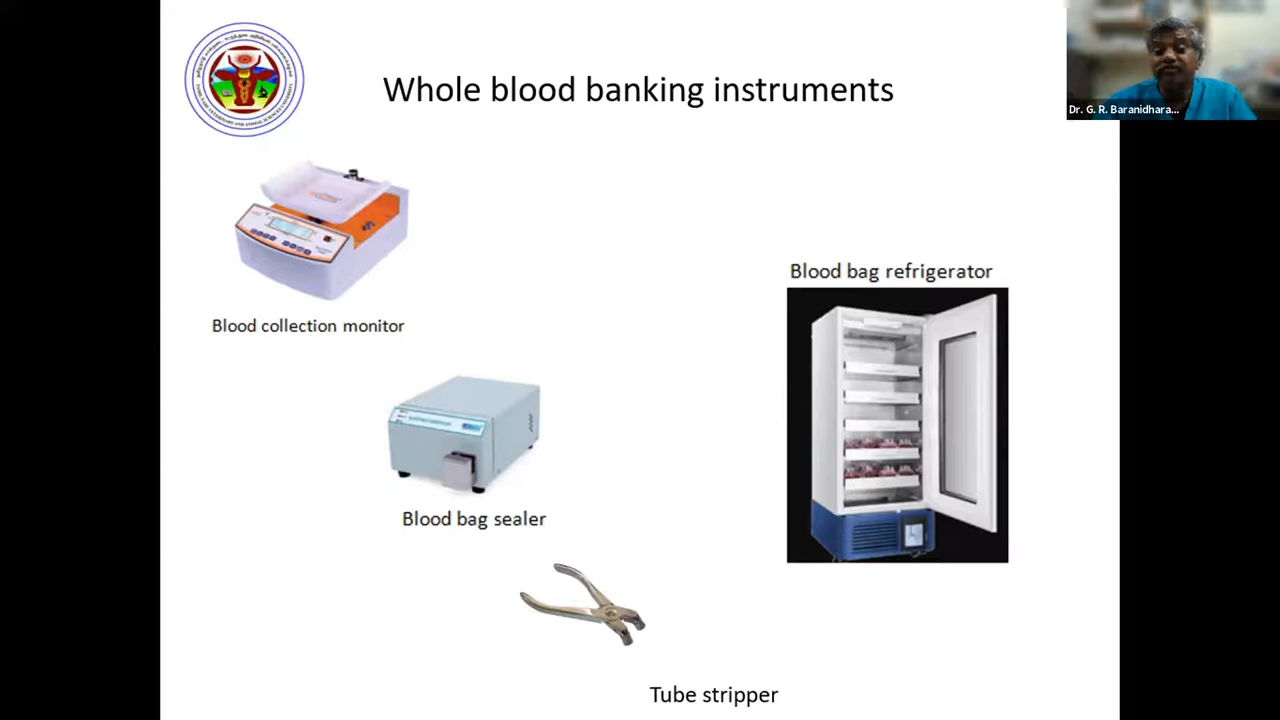 Whole blood banking instruments
Dr. G. R. Baranidhara...
Blood collection monitor
Blood bag refrigerator
Blood bag sealer
Tube stripper